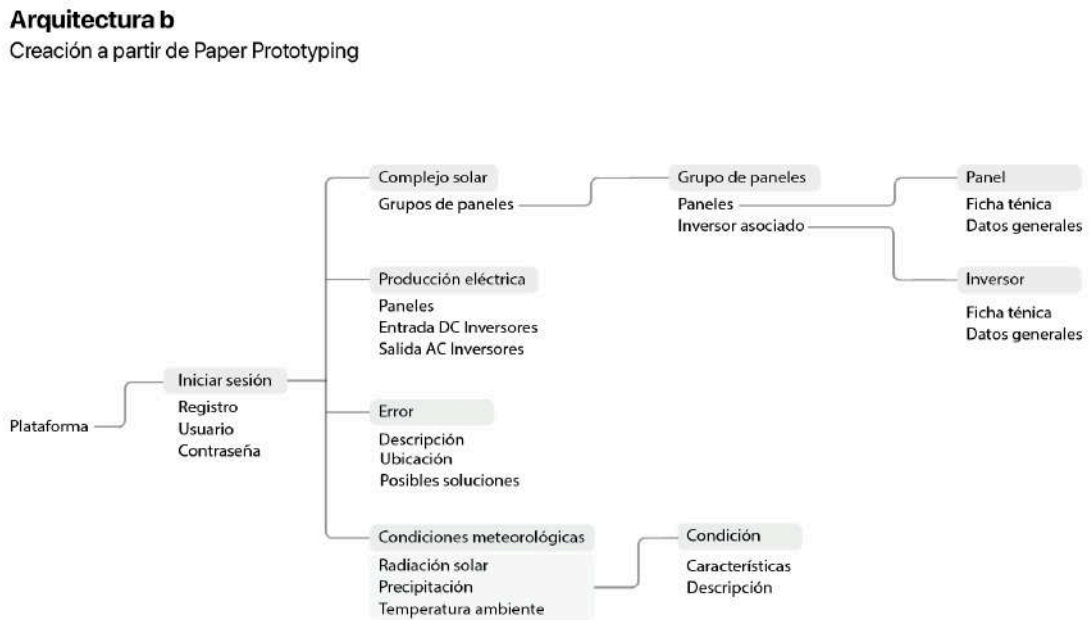 Arquitectura b
Creación a partir de Paper Prototyping
Plataforma
Iniciar sesión
Registro
Usuario
Contraseña
Complejo solar
Grupos de paneles
Producción eléctrica
Paneles
Entrada DC Inversores
Salida AC Inversores
Error
Descripción
Ubicación
Posibles soluciones
Condiciones meteorológicas
Radiación solar
Precipitación
Temperatura ambiente
Grupo de paneles
Paneles
Inversor asociado
Condición
Características
Descripción
Panel
Ficha ténica
Datos generales
Inversor
Ficha ténica
Datos generales